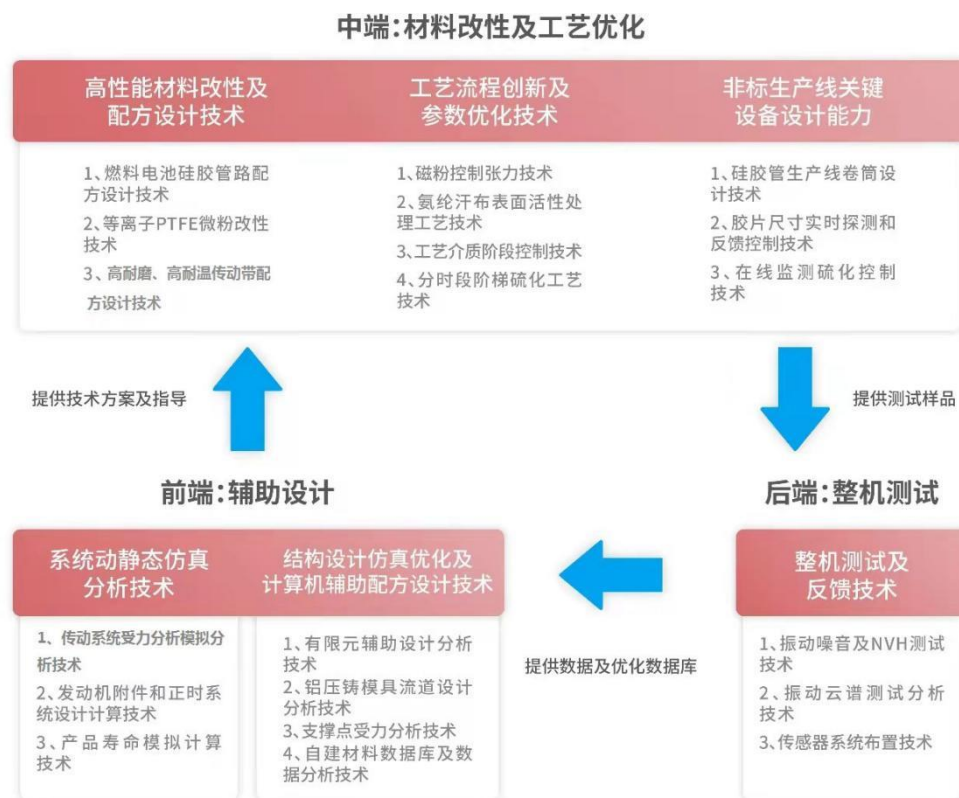 中端:材料改性及工艺优化
高性能材料改性及
配方设计技术
1、燃料电池硅胶管路配
方设计技术
2、等离子PTFE微粉改性
技术
3、高耐磨、高耐温传动带配
方设计技术
工艺流程创新及
参数优化技术
1、磁粉控制张力技术
2、氨纶汗布表面活性处
理工艺技术
3、工艺介质阶段控制技术
4、分时段阶梯硫化工艺
技术
非标生产线关键
设备设计能力
1、硅胶管生产线卷筒设
计技术
2、胶片尺寸实时探测和
反馈控制技术
3、在线监测硫化控制
技术
提供技术方案及指导
提供测试样品
前端:辅助设计
系统动静态仿真
分析技术
1、传动系统受力分析模拟分
析技术
2、发动机附件和正时系
统设计计算技术
3、产品寿命模拟计算
技术
结构设计仿真优化及
计算机辅助配方设计技术
1、有限元辅助设计分析
技术
2、铝压铸模具流道设计
分析技术
3、支撑点受力分析技术
4、自建材料数据库及数
据分析技术
提供数据及优化数据库
后端:整机测试
整机测试及
反馈技术
1、振动噪音及NVH测试
技术
2、振动云谱测试分析
技术
3、传感器系统布置技术